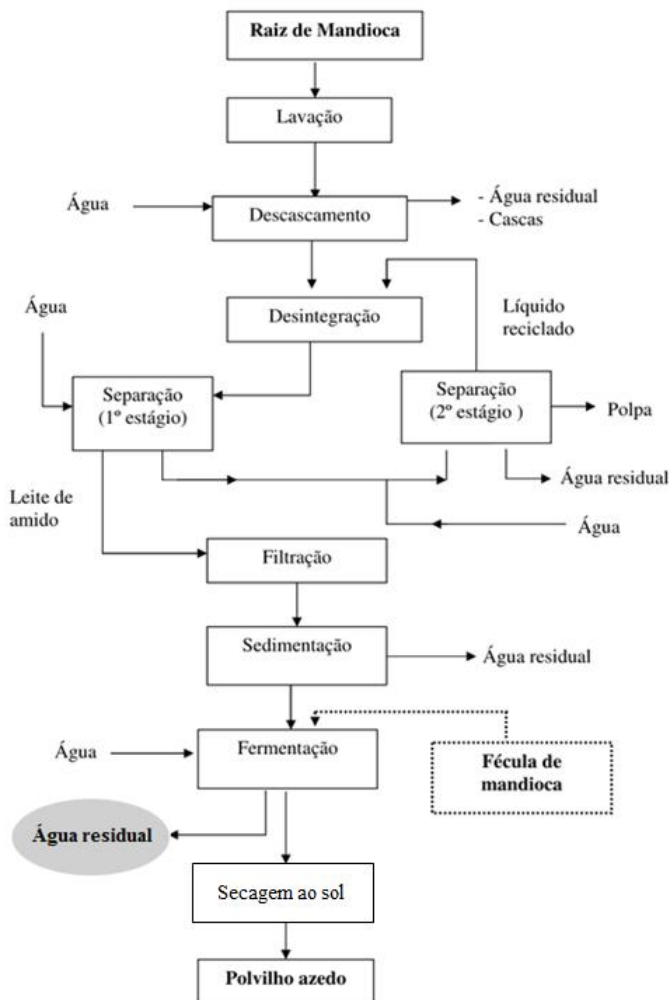 Raiz de Mandioca
Lavação
Água
Descascamento
- Água residual
- Cascas
Água
Desintegração
Líquido
reciclado
Separação
(1º estágio)
Separação
(2º estágio )
Polpa
Leite de
amido
Água residual
Água
Filtração
Sedimentação
Água residual
Água
Fermentação
Fécula de
mandioca
Água residual
Secagem ao sol
Polvilho azedo